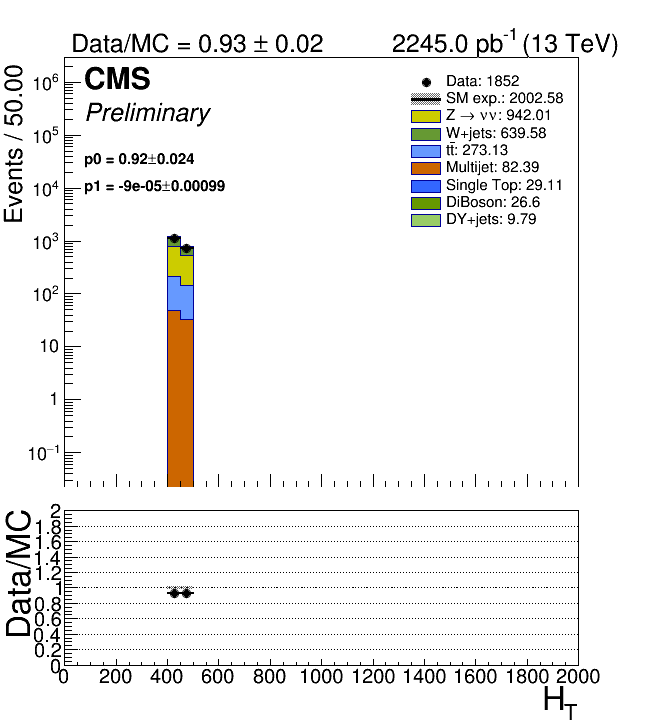 Data/MC = 0.93 ± 0.02 2245.0 pb⁻¹ (13 TeV)
CMS
Preliminary
p0 = 0.92±0.024
p1 = -9e-05±0.00099
Data: 1852
SM exp.: 2002.58
Z → νν: 942.01
W+jets: 639.58
tt̄: 273.13
Multijet: 82.39
Single Top: 29.11
DiBoson: 26.6
DY+jets: 9.79
Events / 50.00
10⁶
10⁵
10⁴
10³
10²
10
1
10⁻¹
Data/MC
2
1.8
1.6
1.4
1.2
1
0.8
0.6
0.4
0.2
0
0 200 400 600 800 1000 1200 1400 1600 1800 2000
H_T